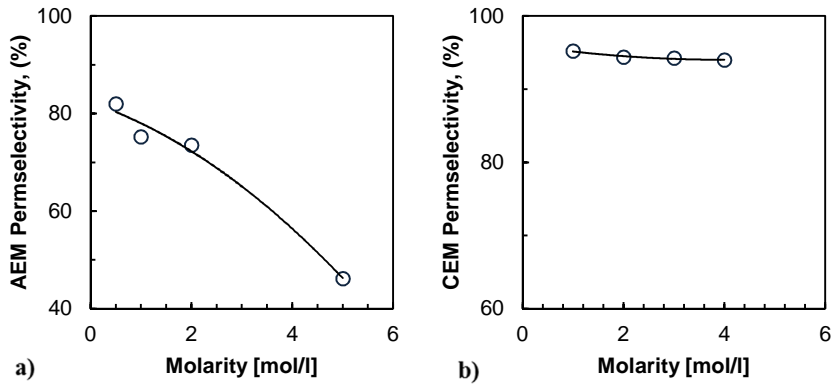 100
80
60
40
AEM Permselectivity, (%)
0 2 4 6
Molarity [mol/l]
a)
100
80
60
CEM Permselectivity, (%)
0 2 4 6
Molarity [mol/l]
b)